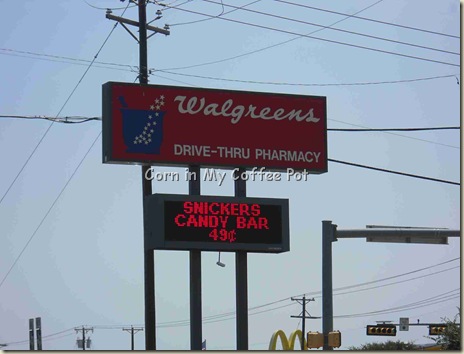 Walgreens
DRIVE-THRU PHARMACY
Corn in My Coffee Pot
SNICKERS
CANDY BAR
49¢